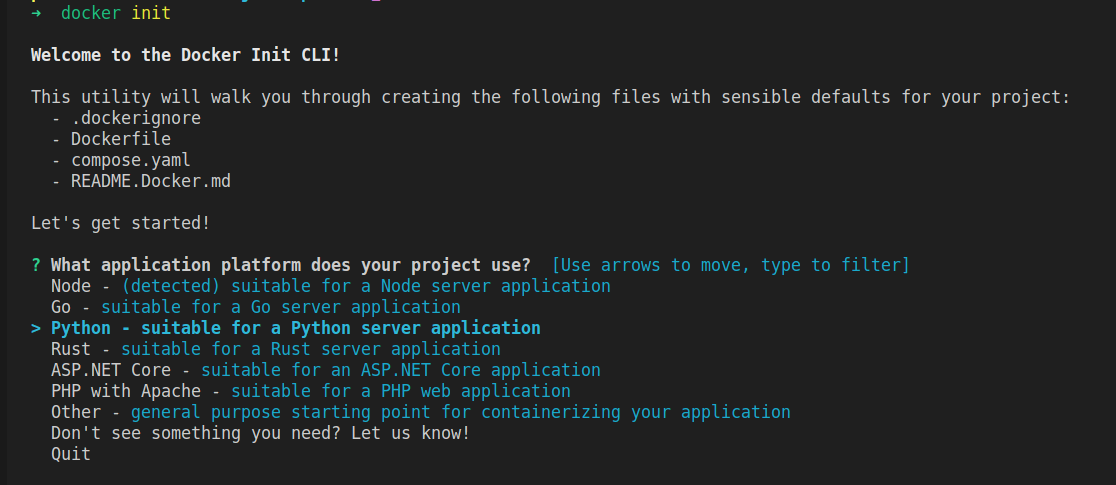 → docker init
Welcome to the Docker Init CLI!
This utility will walk you through creating the following files with sensible defaults for your project:
- .dockerignore
- Dockerfile
- compose.yaml
- README.Docker.md
Let's get started!
? What application platform does your project use? [Use arrows to move, type to filter]
Node - (detected) suitable for a Node server application
Go - suitable for a Go server application
> Python - suitable for a Python server application
Rust - suitable for a Rust server application
ASP.NET Core - suitable for an ASP.NET Core application
PHP with Apache - suitable for a PHP web application
Other - general purpose starting point for containerizing your application
Don't see something you need? Let us know!
Quit